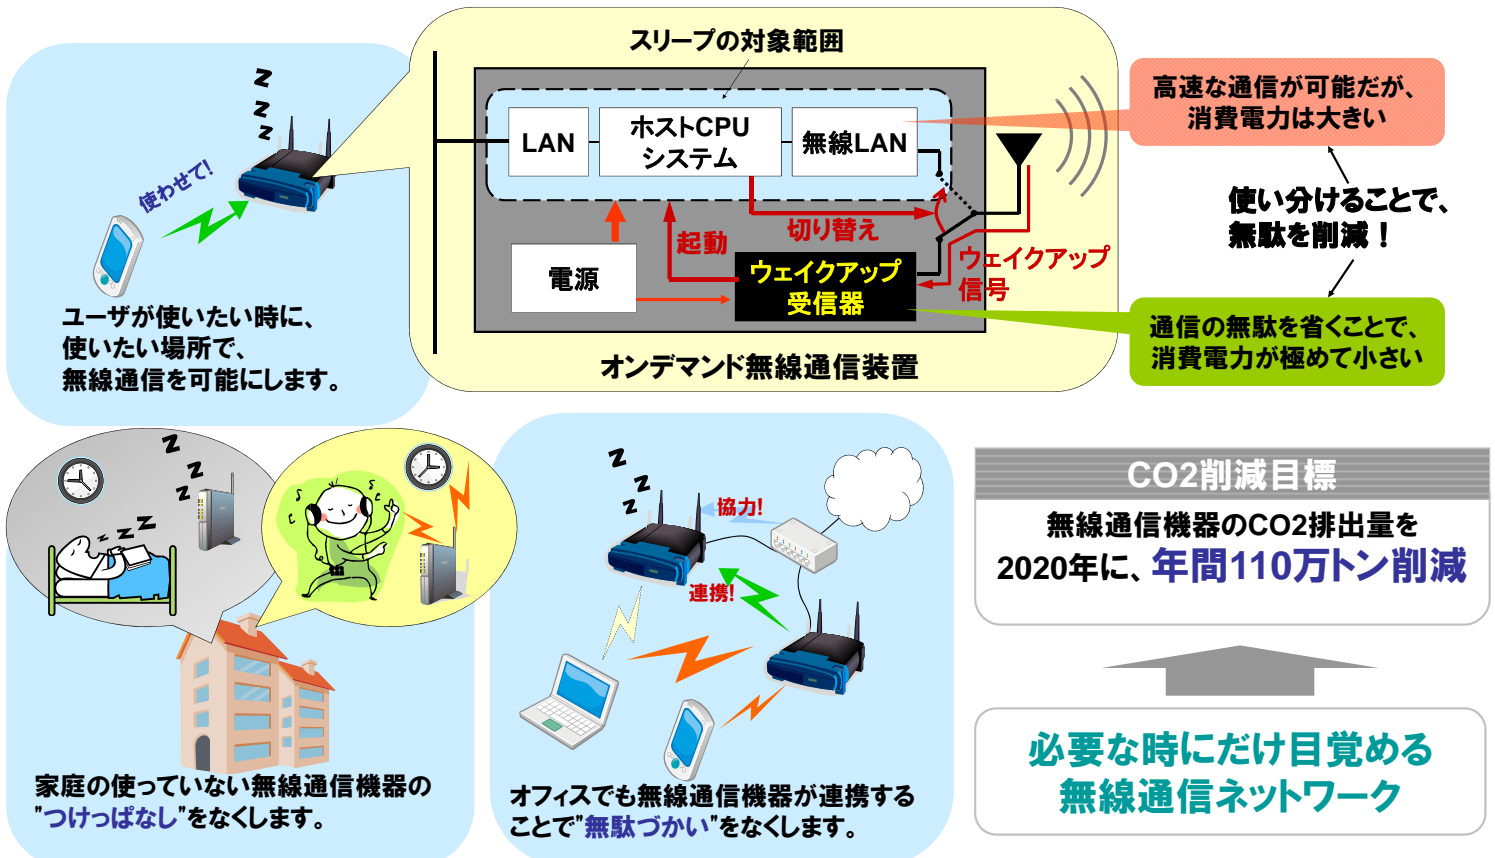 スリープの対象範囲
LAN
ホストCPU
システム
無線LAN
高速な通信が可能だが、
消費電力は大きい
使い分けることで、
無駄を削減！
通信の無駄を省くことで、
消費電力が極めて小さい
切り替え
起動
電源
ウェイクアップ
受信器
ウェイクアップ
信号
オンデマンド無線通信装置
z
z
z
使わせて!
ユーザが使いたい時に、
使いたい場所で、
無線通信を可能にします。
z
z
z
z z z
家庭の使っていない無線通信機器の
"つけっぱなし"をなくします。
z
z
z
協力!
連携!
オフィスでも無線通信機器が連携する
ことで"無駄づかい"をなくします。
CO2削減目標
無線通信機器のCO2排出量を
2020年に、年間110万トン削減
必要な時にだけ目覚める
無線通信ネットワーク